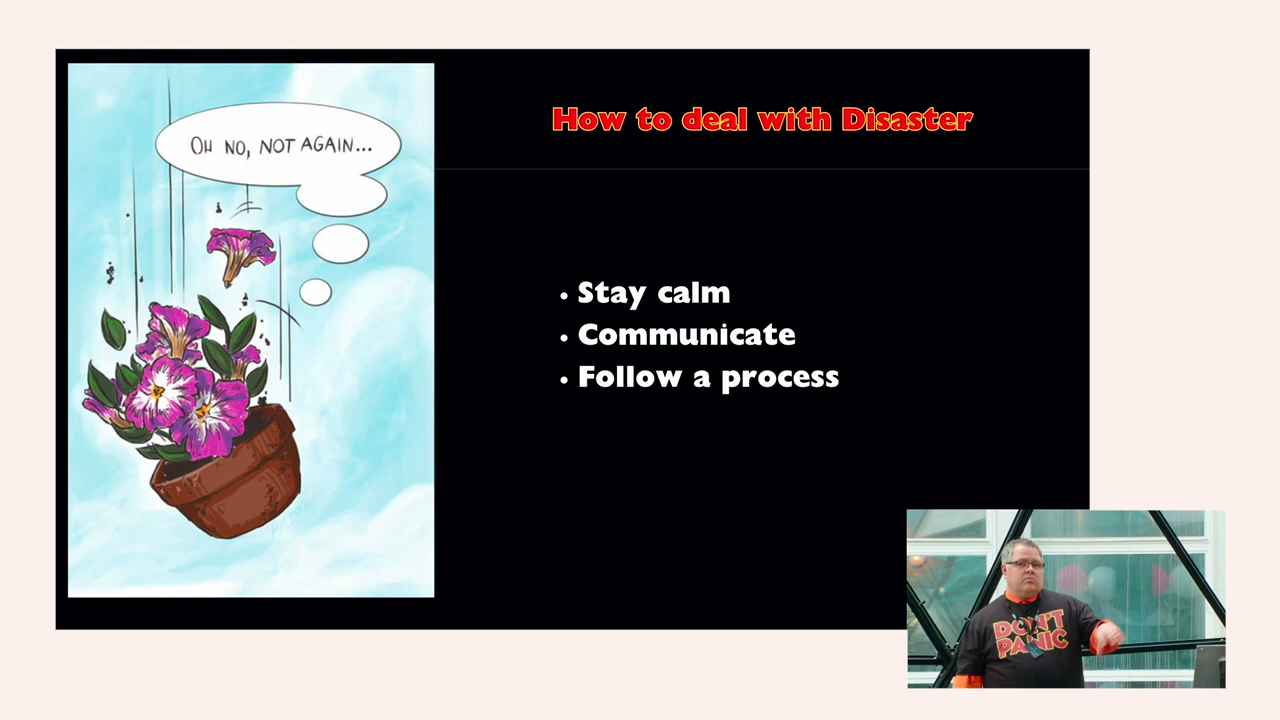 OH NO, NOT AGAIN...
How to deal with Disaster
• Stay calm
• Communicate
• Follow a process
DON'T
PANIC